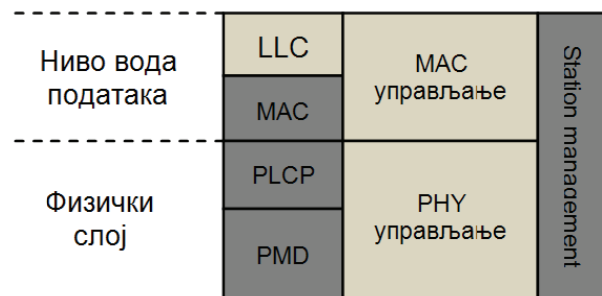 Ниво вода
података
LLC
MAC
MAC
управљање
Физички
слој
PLCP
PMD
PHY
управљање
Station management